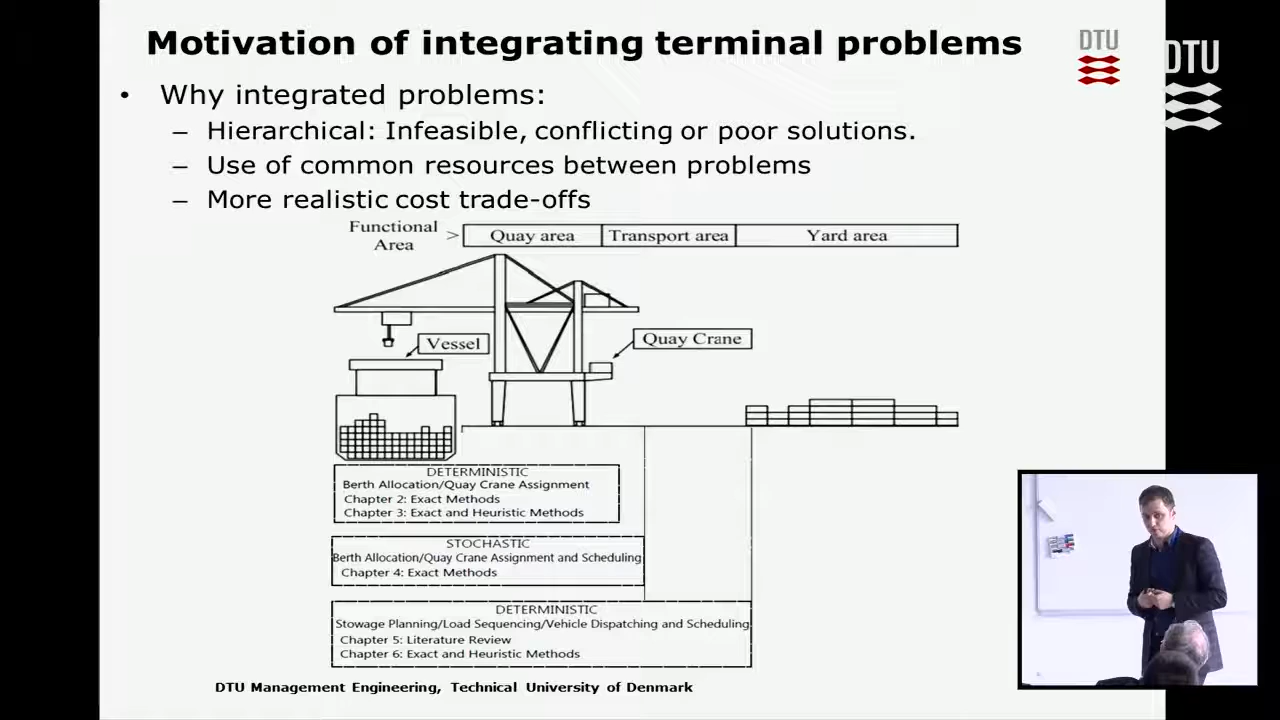 Motivation of integrating terminal problems
DTU
DTU
• Why integrated problems:
– Hierarchical: Infeasible, conflicting or poor solutions.
– Use of common resources between problems
– More realistic cost trade-offs
Functional Area >
Quay area
Transport area
Yard area
Vessel
Quay Crane
DETERMINISTIC
Berth Allocation/Quay Crane Assignment
Chapter 2: Exact Methods
Chapter 3: Exact and Heuristic Methods
STOCHASTIC
Berth Allocation/Quay Crane Assignment and Scheduling
Chapter 4: Exact Methods
DETERMINISTIC
Stowage Planning/Load Sequencing/Vehicle Dispatching and Scheduling
Chapter 5: Literature Review
Chapter 6: Exact and Heuristic Methods
DTU Management Engineering, Technical University of Denmark